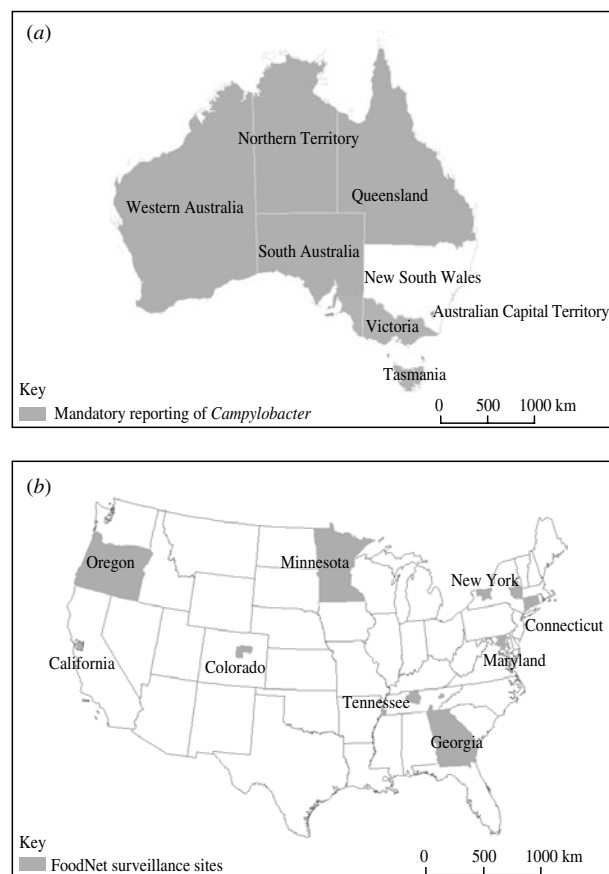 (a)
Northern Territory
Western Australia
Queensland
South Australia
New South Wales
Australian Capital Territory
Victoria
Tasmania
Key
Mandatory reporting of Campylobacter
0 500 1000 km
(b)
Oregon
Minnesota
New York
Connecticut
California
Colorado
Maryland
Tennessee
Georgia
Key
FoodNet surveillance sites
0 500 1000 km